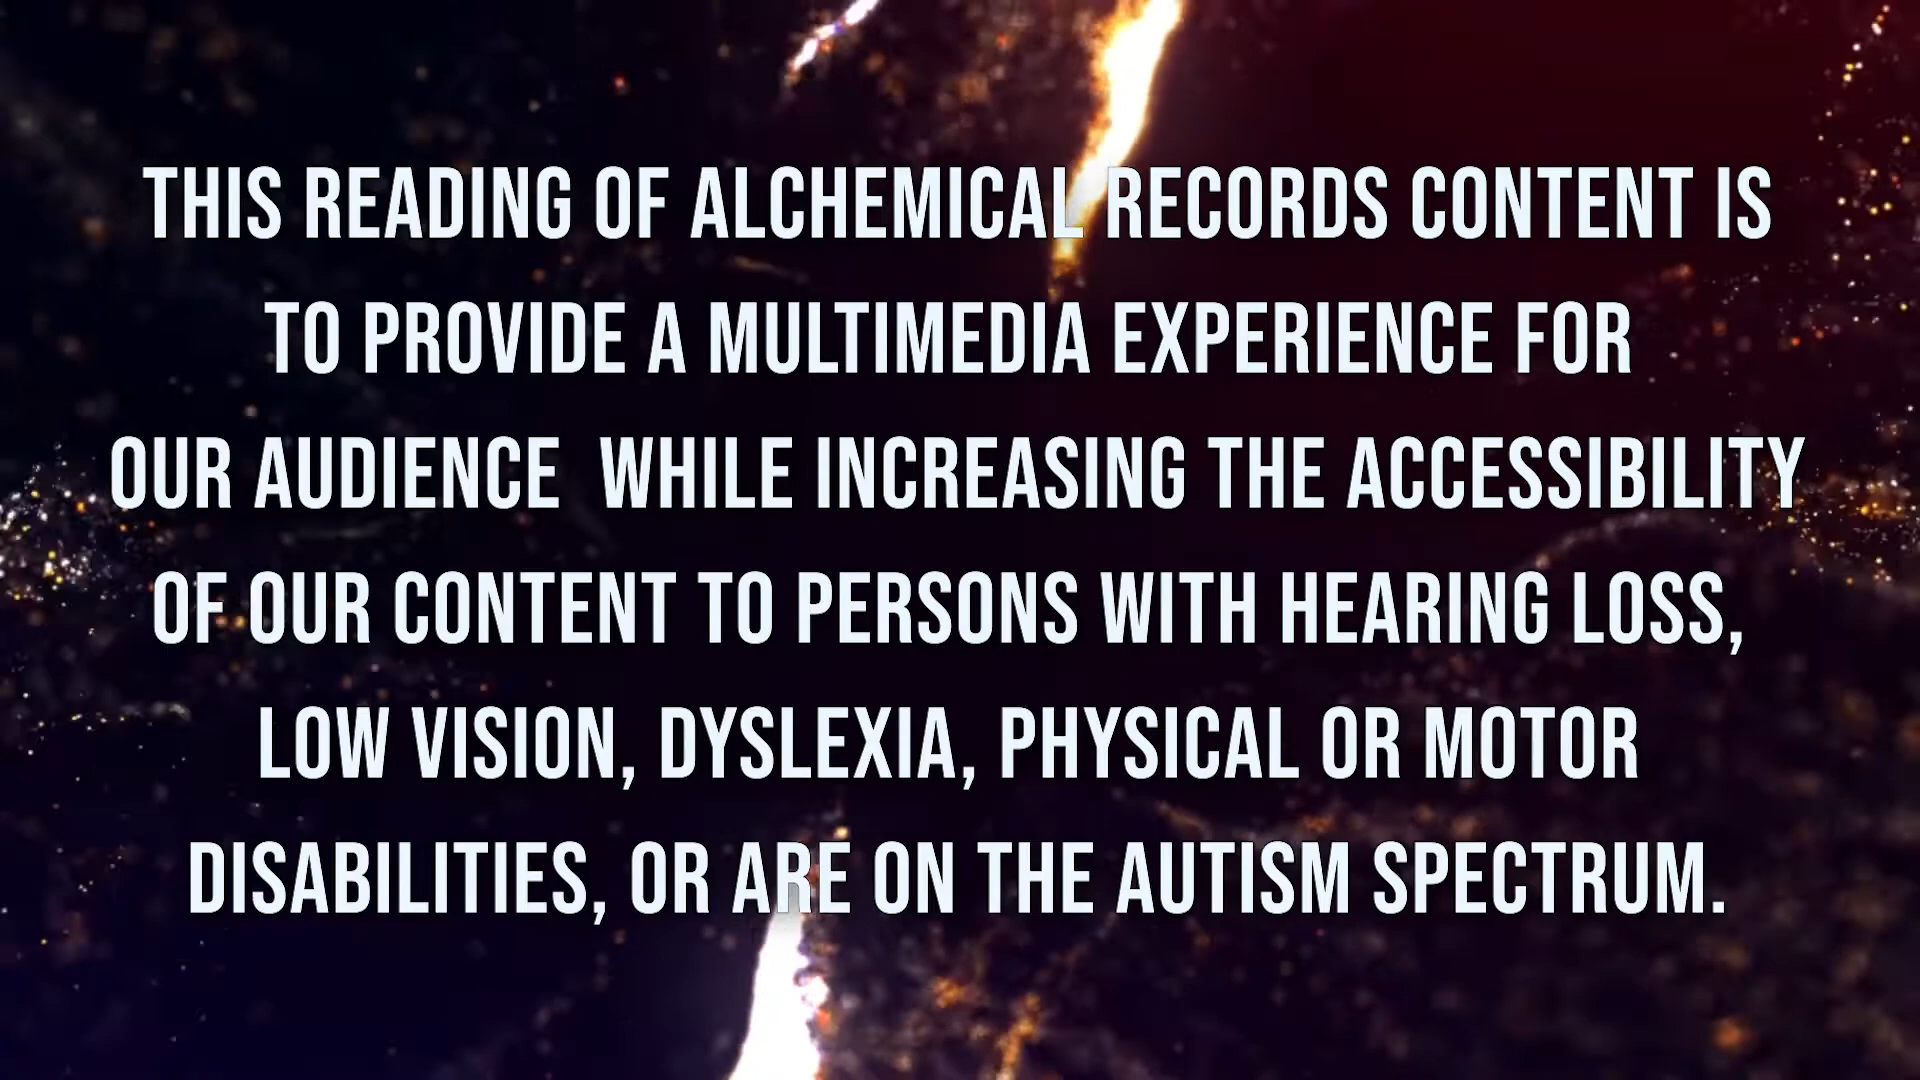 THIS READING OF ALCHEMICAL RECORDS CONTENT IS
TO PROVIDE A MULTIMEDIA EXPERIENCE FOR
OUR AUDIENCE  WHILE INCREASING THE ACCESSIBILITY
OF OUR CONTENT TO PERSONS WITH HEARING LOSS,
LOW VISION, DYSLEXIA, PHYSICAL OR MOTOR
DISABILITIES, OR ARE ON THE AUTISM SPECTRUM.